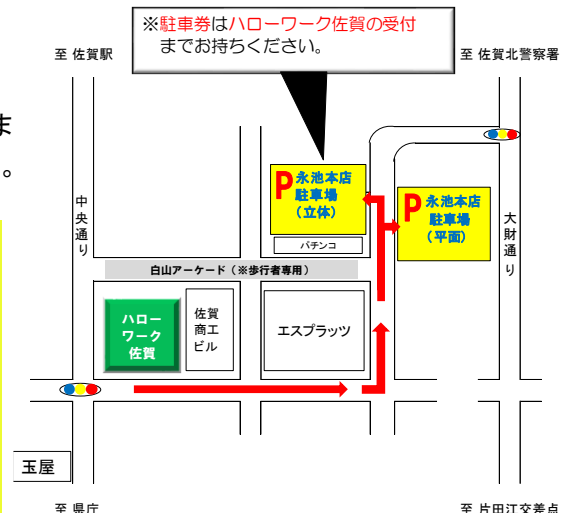 ※駐車券はハローワーク佐賀の受付
までお持ちください。
至 佐賀駅
至 佐賀北警察署
ま
。
中央通り
P
永池本店
駐車場
（立体）
P
永池本店
駐車場
（平面）
大財通り
パチンコ
白山アーケード（※歩行者専用）
ハロー
ワーク
佐賀
佐賀
商工
ビル
エスプラッツ
玉屋
至 県庁
至 片田江交差点